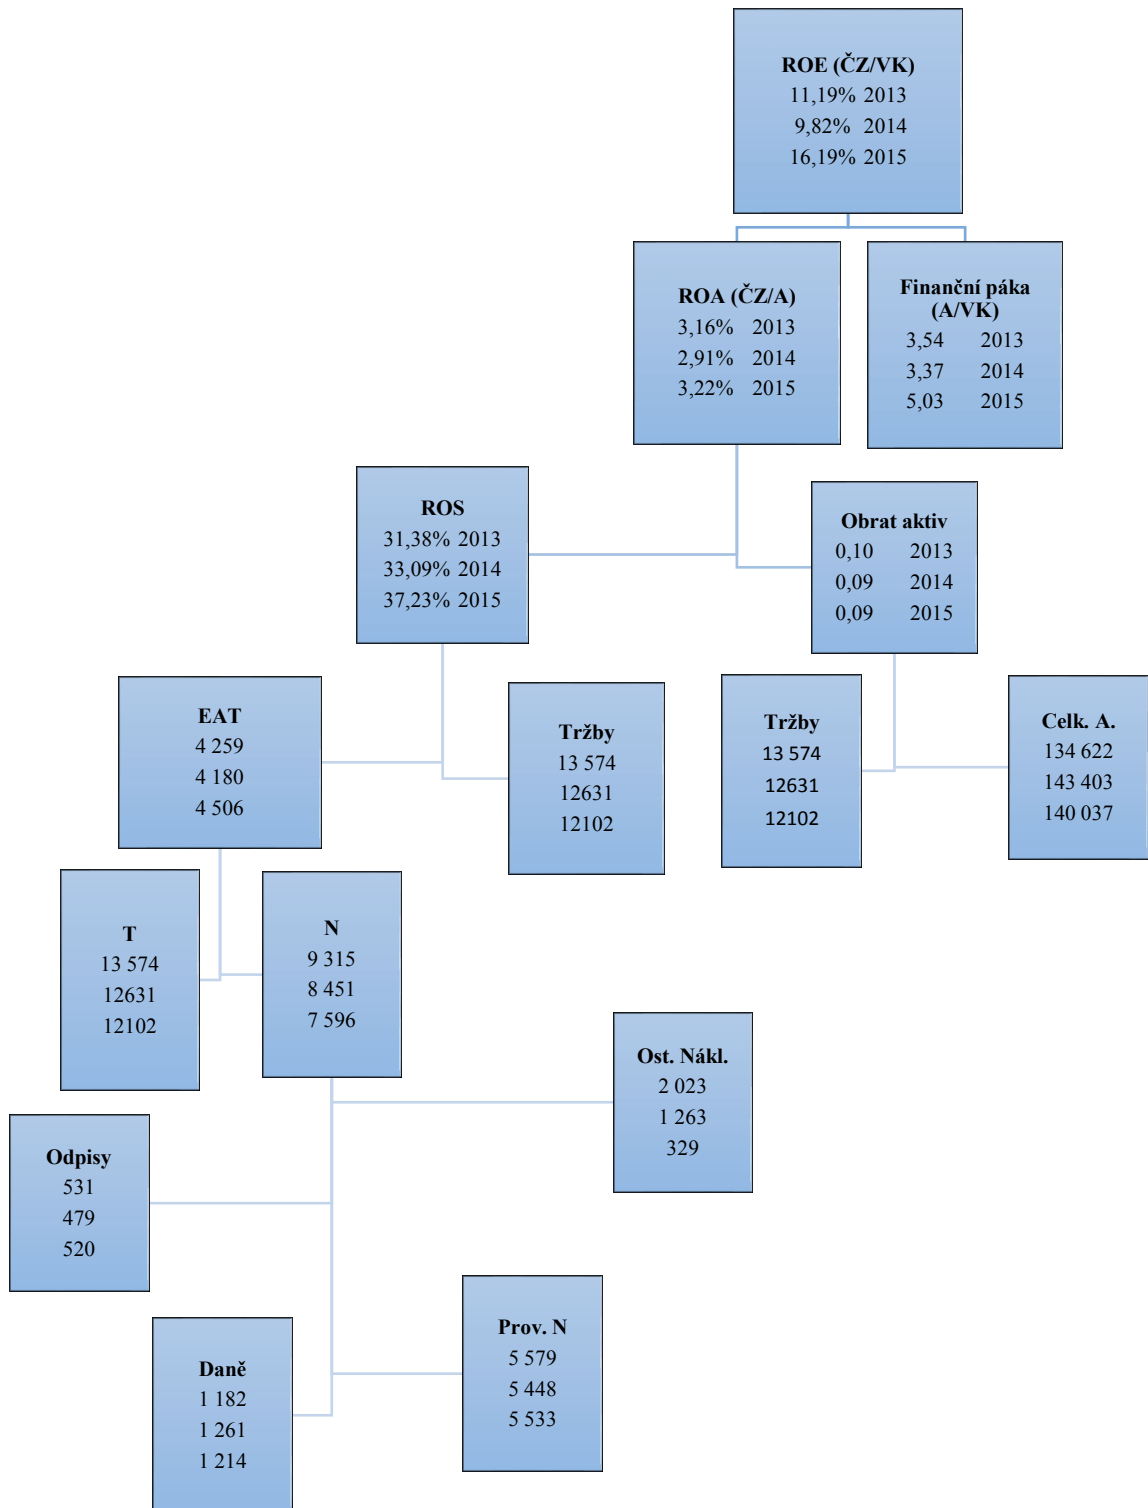 ROE (ČZ/VK)
11,19% 2013
9,82% 2014
16,19% 2015
ROA (ČZ/A)
3,16% 2013
2,91% 2014
3,22% 2015
Finanční páka
(A/VK)
3,54 2013
3,37 2014
5,03 2015
ROS
31,38% 2013
33,09% 2014
37,23% 2015
Obrat aktiv
0,10 2013
0,09 2014
0,09 2015
EAT
4 259
4 180
4 506
Tržby
13 574
12631
12102
Tržby
13 574
12631
12102
Celk. A.
134 622
143 403
140 037
T
13 574
12631
12102
N
9 315
8 451
7 596
Ost. Nákl.
2 023
1 263
329
Odpisy
531
479
520
Prov. N
5 579
5 448
5 533
Daně
1 182
1 261
1 214